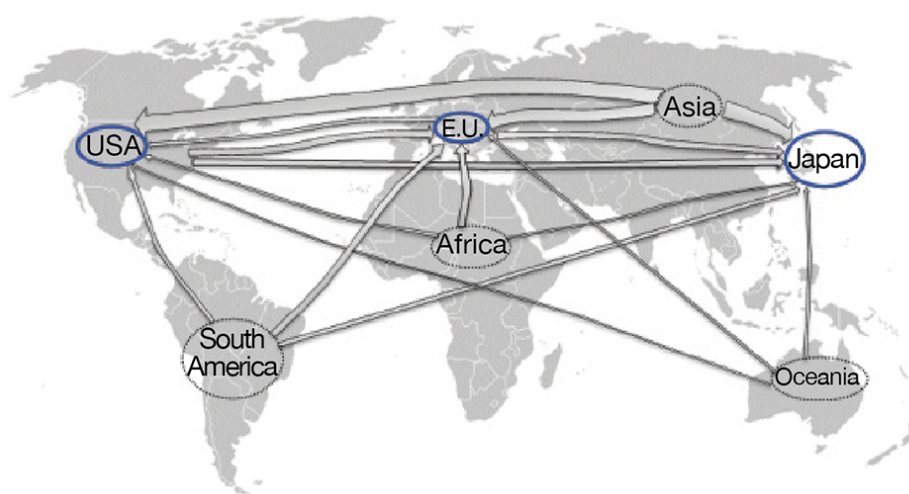 Asia
E.U.
USA
Japan
Africa
South
America
Oceania